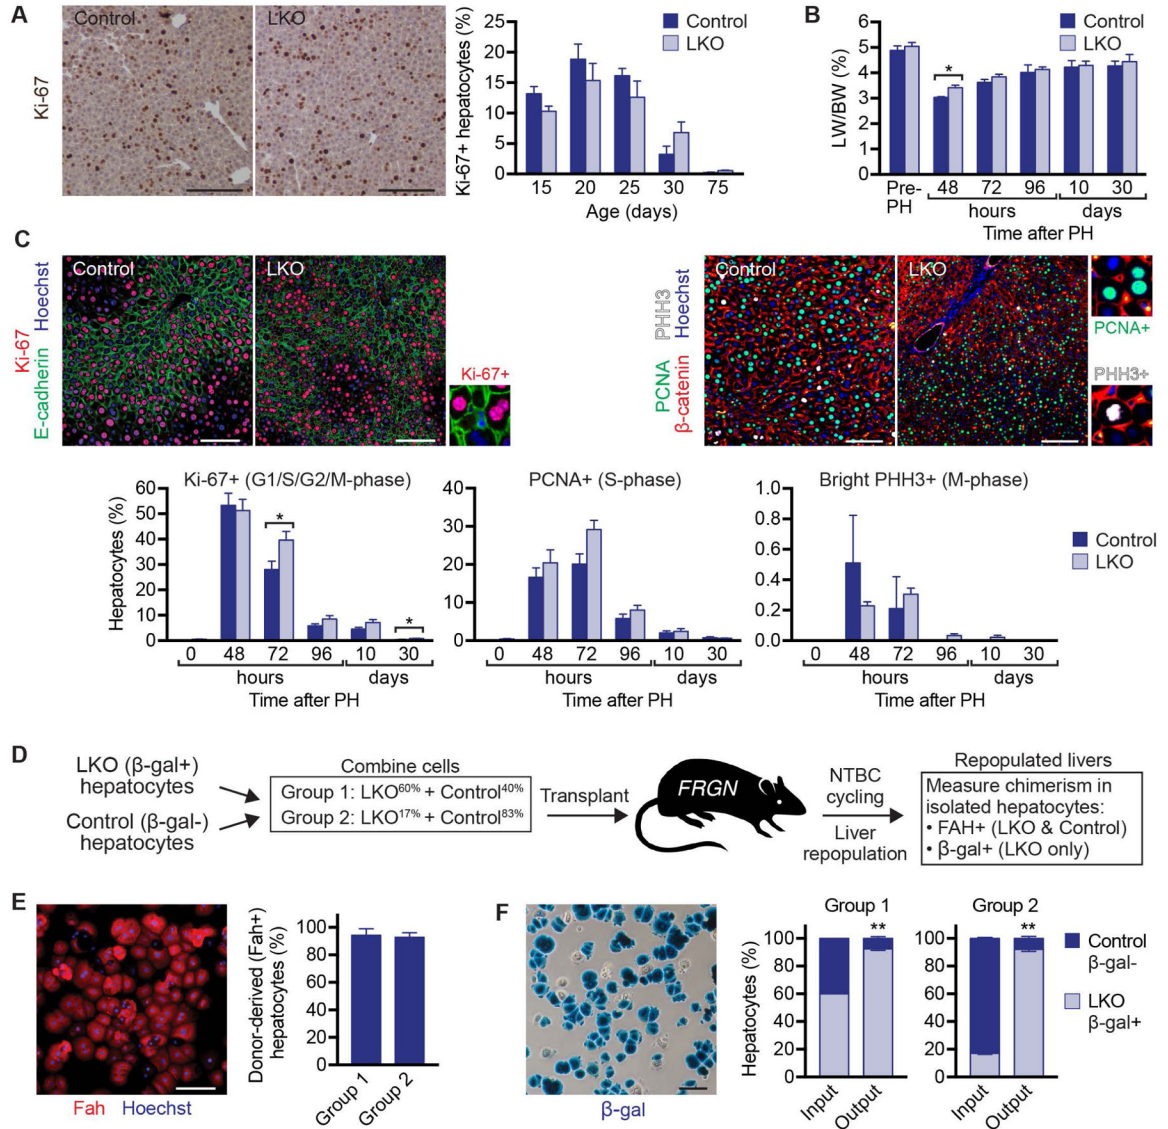 A
Control
LKO
Ki-67
Ki-67+ hepatocytes (%)
25
20
15
10
5
0
Control
LKO
15 20 25 30 75
Age (days)
B
LW/BW (%)
6
5
4
3
2
1
0
Control
LKO
*
Pre-PH
48 72 96 10 30
hours days
Time after PH
C
Ki-67
E-cadherin Hoechst
Control
LKO
Ki-67+
PCNA PHH3
β-catenin Hoechst
Control
LKO
PCNA+
PHH3+
Ki-67+ (G1/S/G2/M-phase)
Hepatocytes (%)
60
50
40
30
20
10
0
*
*
0 48 72 96 10 30
hours days
Time after PH
PCNA+ (S-phase)
40
30
20
10
0
0 48 72 96 10 30
hours days
Time after PH
Bright PHH3+ (M-phase)
1.0
0.8
0.6
0.4
0.2
0.0
0 48 72 96 10 30
hours days
Time after PH
Control
LKO
D
LKO (β-gal+)
hepatocytes
Control (β-gal-)
hepatocytes
Combine cells
Group 1: LKO60% + Control40%
Group 2: LKO17% + Control83%
Transplant
FRGN
NTBC
cycling
Liver
repopulation
Repopulated livers
Measure chimerism in
isolated hepatocytes:
• FAH+ (LKO & Control)
• β-gal+ (LKO only)
E
Fah Hoechst
Donor-derived (Fah+)
hepatocytes (%)
100
80
60
40
20
0
Group 1
Group 2
F
β-gal
Hepatocytes (%)
Group 1
**
100
80
60
40
20
0
Input
Output
Group 2
**
100
80
60
40
20
0
Input
Output
Control
β-gal-
LKO
β-gal+